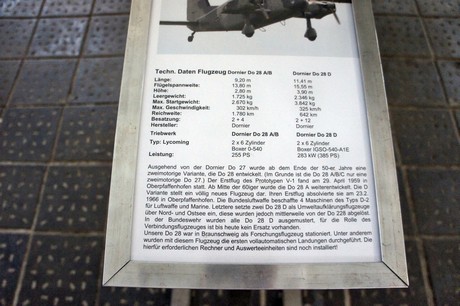 Techn. Daten Flugzeug Dornier Do 28 A/B Dornier Do 28 D
Länge: 9,20 m 11,41 m
Flügelspannweite: 13,80 m 15,55 m
Höhe: 2.80 m 3,90 m
Leergewicht: 1.725 kg 2.346 kg
Max. Startgewicht: 2.670 kg 3.842 kg
Max. Geschwindigkeit: 302 km/h 325 km/h
Reichweite: 1.780 km 642 km
Besatzung: 2 + 4 2 + 12
Hersteller: Dornier Dornier
Triebwerk Dornier Do 28 A/B Dornier Do 28 D
Typ: Lycoming 2 x 6 Zylinder 2 x 6 Zylinder
Boxer 0-540 Boxer IGSO-540-A1E
Leistung: 255 PS 283 kW (385 PS)
Ausgehend von der Dornier Do 27 wurde ab dem Ende der 50-er Jahre eine
zweimotorige Variante, die Do 28 entwickelt. (Im Grunde ist die Do 28 A/B/C nur eine
zweimotorige Do 27.) Der Erstflug des Prototypen V-1 fand am 29. April 1959 in
Oberpfaffenhofen statt. Ab Mitte der 60iger wurde die Do 28 A weiterentwickelt. Die D
Variante stellt ein völlig neues Flugzeug dar. Ihren Erstflug absolvierte sie am 23.2.
1966 in Oberpfaffenhofen. Die Bundesluftwaffe beschaffte 4 Maschinen des Typs D-2
für Luftwaffe und Marine. Letztere setzte zwei Do 28 D als Umweltaufklärungsflugzeuge
über Nord- und Ostsee ein, diese wurden jedoch mittlerweile von der Do 228 abgelöst.
In der Bundeswehr wurden alle Do 28 D ausgemustert, für die Rolle des
Verbindungsflugzeuges ist bis heute kein Ersatz vorhanden.
Unsere Do 28 war in Braunschweig als Forschungsflugzeug stationiert. Unter anderem
wurden mit diesem Flugzeug die ersten vollautomatischen Landungen durchgeführt. Die
hierfür erforderlichen Rechner und Auswerteeinheiten sind noch installiert!